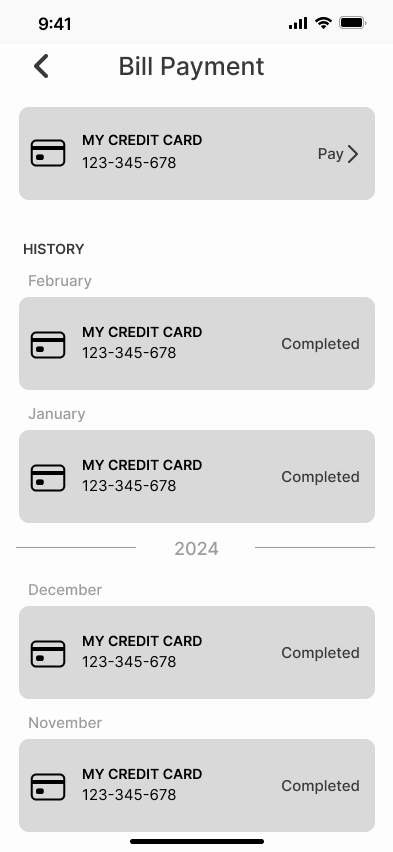 9:41
Bill Payment
MY CREDIT CARD
123-345-678
Pay
HISTORY
February
MY CREDIT CARD
123-345-678
Completed
January
MY CREDIT CARD
123-345-678
Completed
2024
December
MY CREDIT CARD
123-345-678
Completed
November
MY CREDIT CARD
123-345-678
Completed